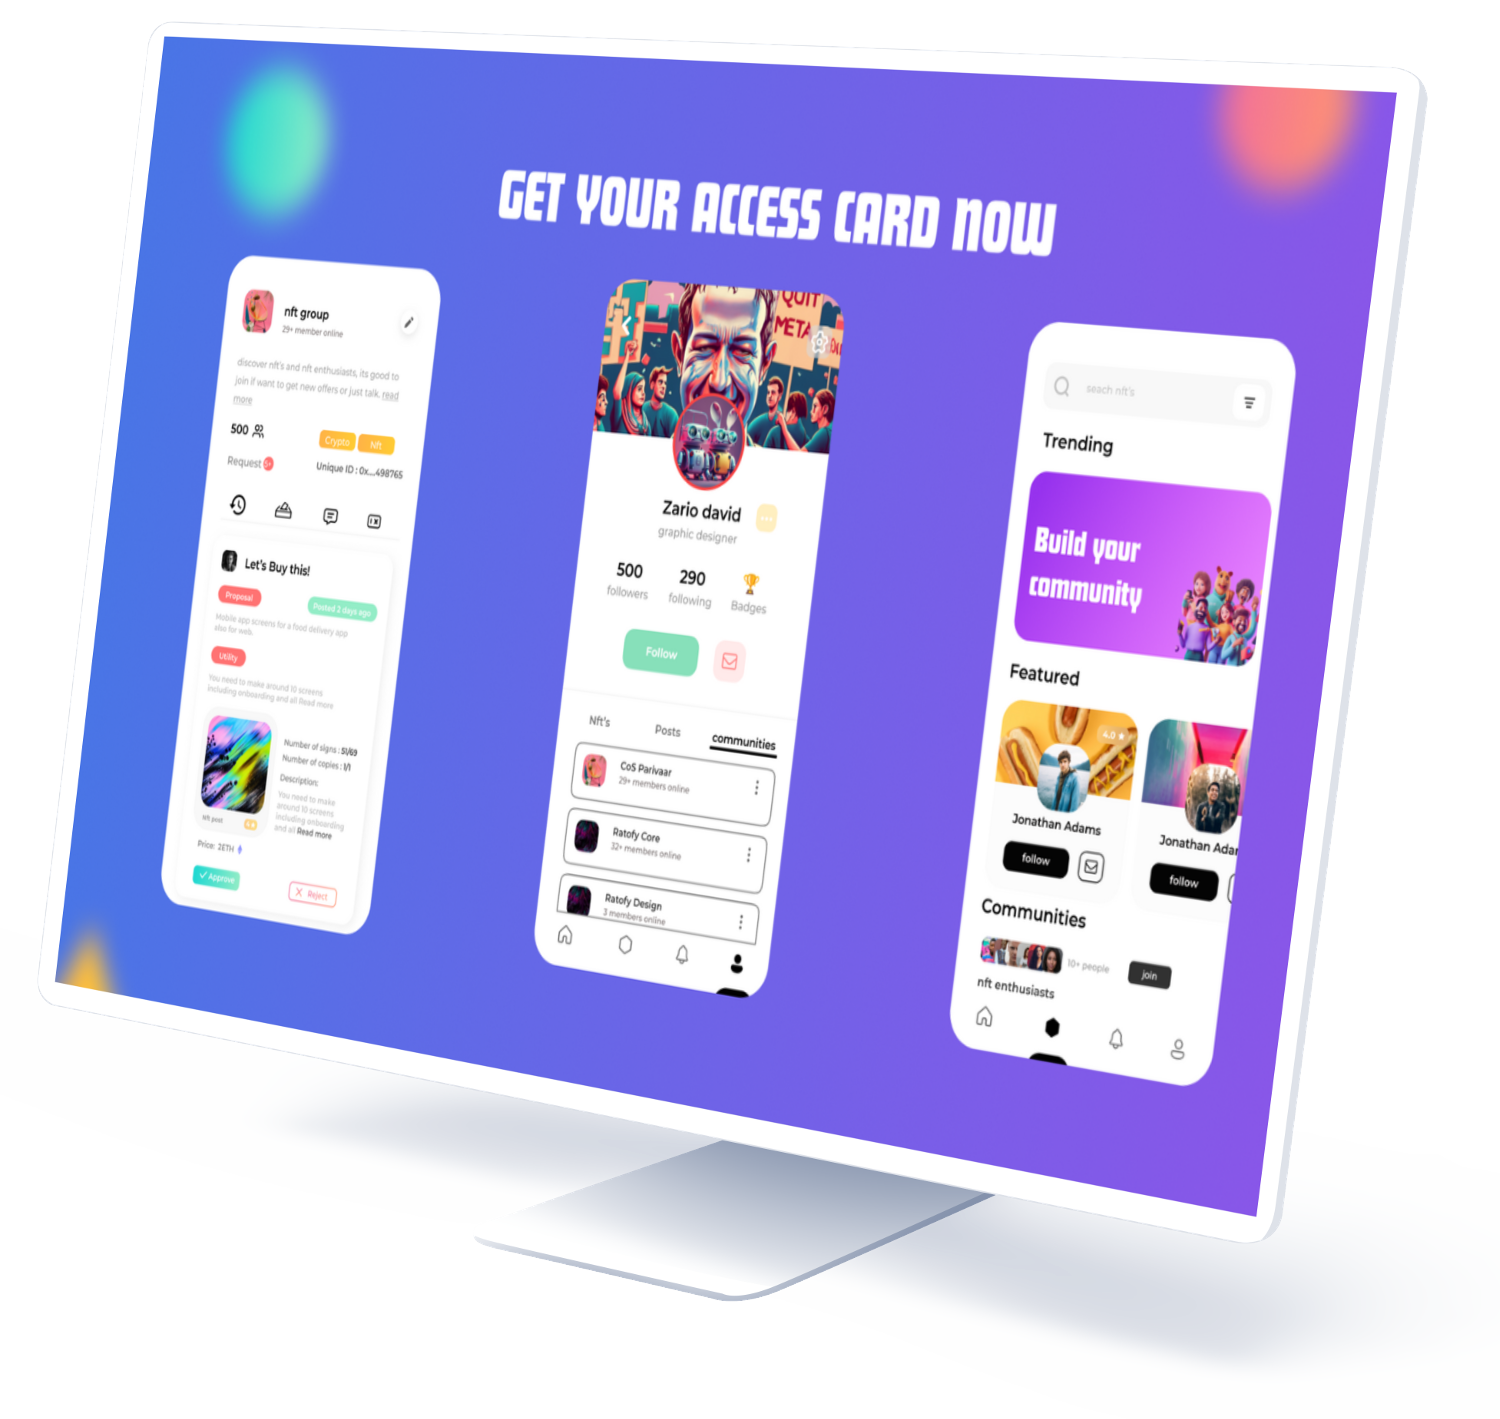 GET YOUR ACCESS CARD NOW
nft group
29+ member online
discover nft's and nft enthusiasts, its good to
join if want to get new offers or just talk. read
more
500
Crypto
Nft
Request
Unique ID : 0x....498765
Let's Buy this!
Proposal
Posted 2 days ago
Mobile app screens for a food delivery app
also for web.
Utility
You need to make around 10 screens
including onboarding and all Read more
Number of signs : 51/69
Number of copies : 1/1
Description:
You need to make
around 10 screens
including onboarding
and all Read more
Nft post
Price: 2ETH
Approve
Reject
QUIT
META
Zario david
graphic designer
500
followers
290
following
Badges
Follow
Nft's
Posts
communities
CoS Parivaar
29+ members online
Ratofy Core
32+ members online
Ratofy Design
3 members online
seach nft's
Trending
Build your
community
Featured
4.0
Jonathan Adams
follow
Jonathan Adar
follow
Communities
10+ people
join
nft enthusiasts